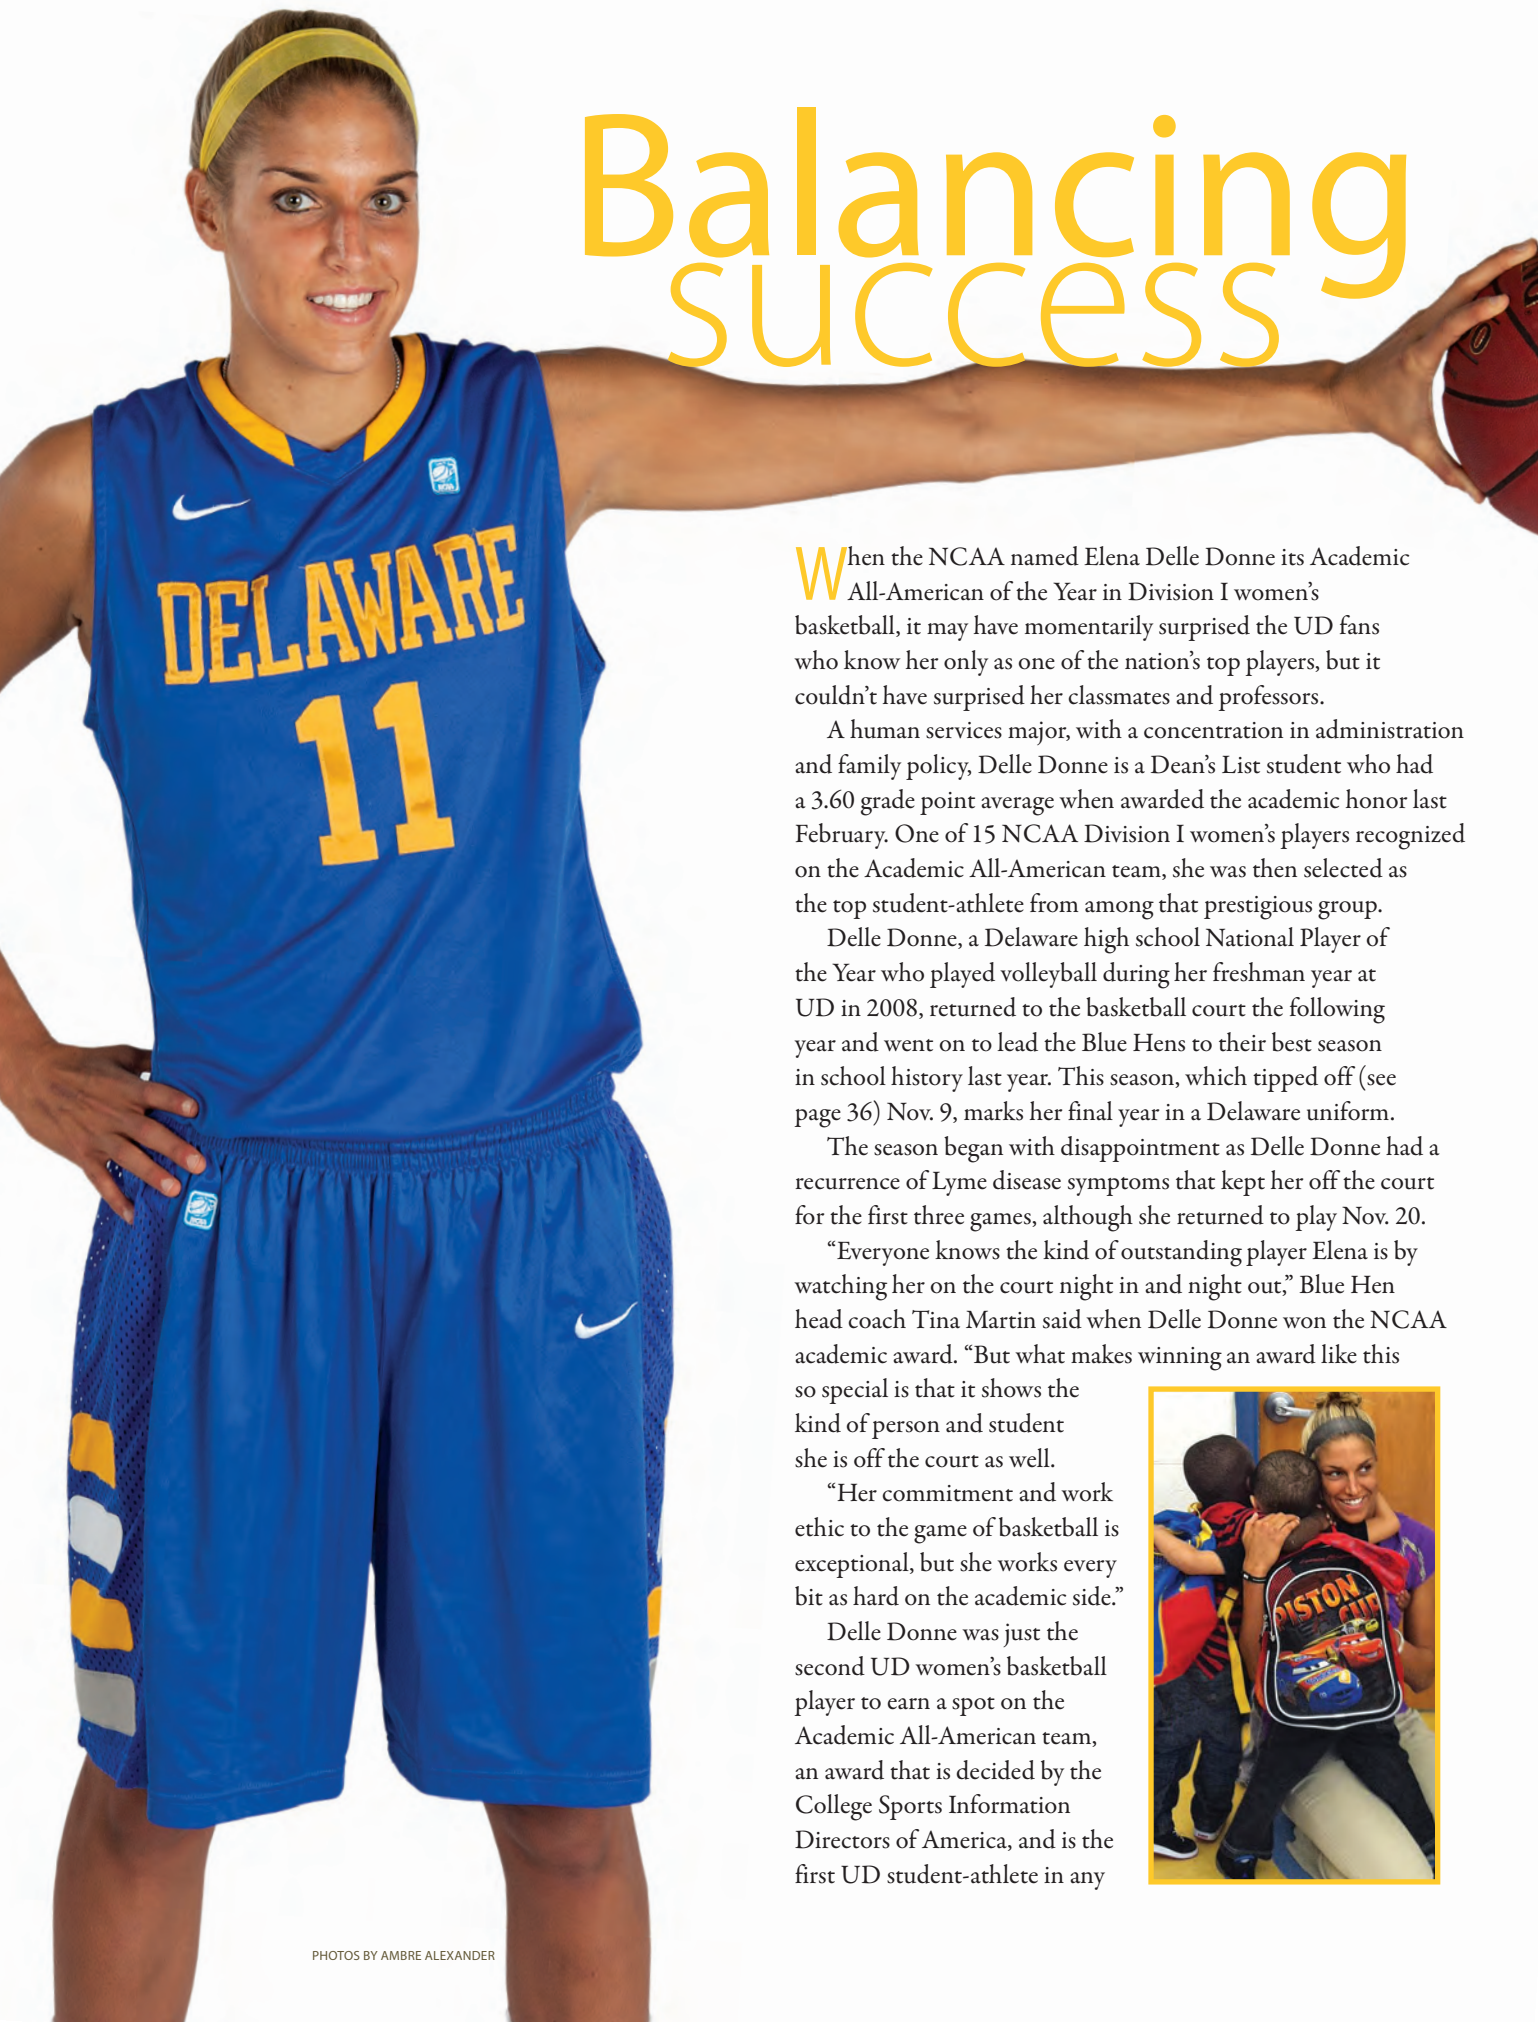 Balancing
success
DELAWARE
11
When the NCAA named Elena Delle Donne its Academic
All-American of the Year in Division I women's
basketball, it may have momentarily surprised the UD fans
who know her only as one of the nation's top players, but it
couldn't have surprised her classmates and professors.
A human services major, with a concentration in administration
and family policy, Delle Donne is a Dean's List student who had
a 3.60 grade point average when awarded the academic honor last
February. One of 15 NCAA Division I women's players recognized
on the Academic All-American team, she was then selected as
the top student-athlete from among that prestigious group.
Delle Donne, a Delaware high school National Player of
the Year who played volleyball during her freshman year at
UD in 2008, returned to the basketball court the following
year and went on to lead the Blue Hens to their best season
in school history last year. This season, which tipped off (see
page 36) Nov. 9, marks her final year in a Delaware uniform.
The season began with disappointment as Delle Donne had a
recurrence of Lyme disease symptoms that kept her off the court
for the first three games, although she returned to play Nov. 20.
“Everyone knows the kind of outstanding player Elena is by
watching her on the court night in and night out,” Blue Hen
head coach Tina Martin said when Delle Donne won the NCAA
academic award. “But what makes winning an award like this
so special is that it shows the
kind of person and student
she is off the court as well.
“Her commitment and work
ethic to the game of basketball is
exceptional, but she works every
bit as hard on the academic side.”
Delle Donne was just the
second UD women's basketball
player to earn a spot on the
Academic All-American team,
an award that is decided by the
College Sports Information
Directors of America, and is the
first UD student-athlete in any
PISTON
CUP
PHOTOS BY AMBRE ALEXANDER